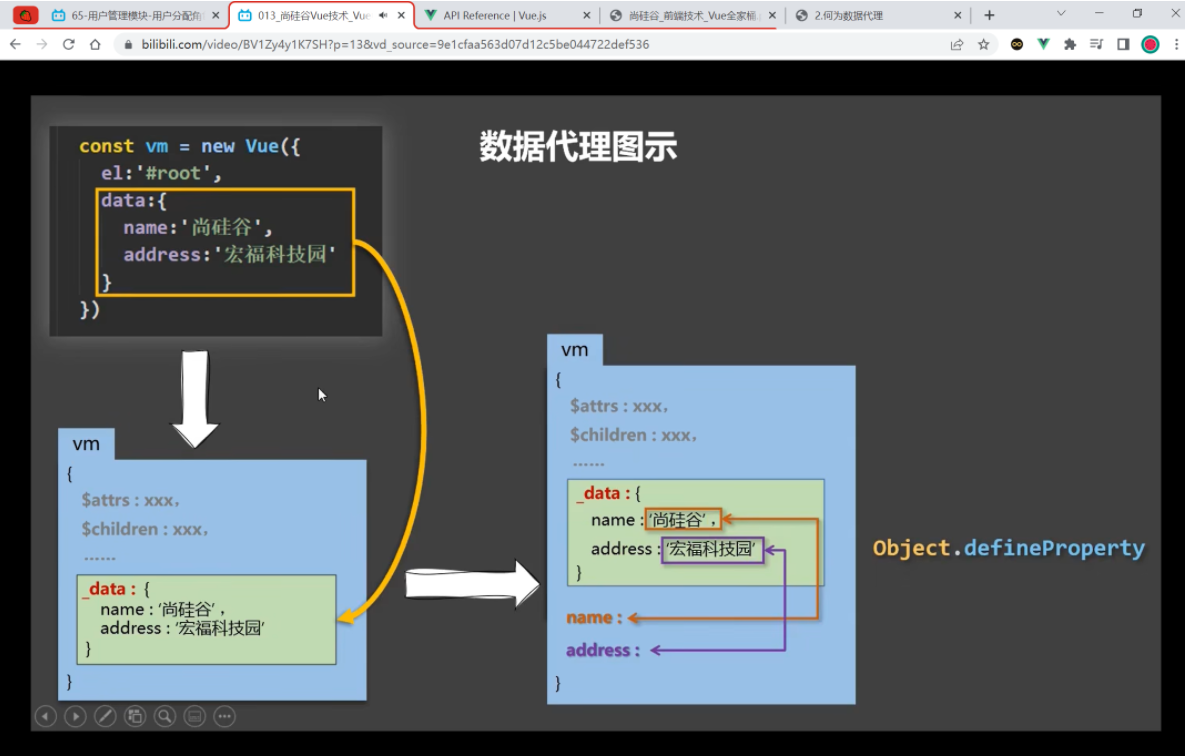 65-用户管理模块-用户分配角
013_尚硅谷Vue技术_Vue
API Reference | Vue.js
尚硅谷_前端技术_Vue全家桶
2.何为数据代理
bilibili.com/video/BV1Zy4y1K7SH?p=13&vd_source=9e1cfaa563d07d12c5be044722def536
数据代理图示
const vm = new Vue({
el:'#root',
data:{
name:'尚硅谷',
address:'宏福科技园'
}
})
vm
{
$attrs : xxx,
$children : xxx,
……
_data : {
name : ‘尚硅谷’,
address : ‘宏福科技园’
}
}
vm
{
$attrs : xxx,
$children : xxx,
……
_data : {
name : ‘尚硅谷’,
address : ‘宏福科技园’
}
name :
address :
}
Object.defineProperty